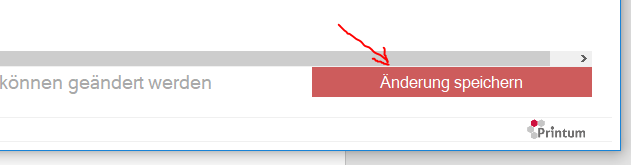 können geändert werden
Änderung speichern
Printum